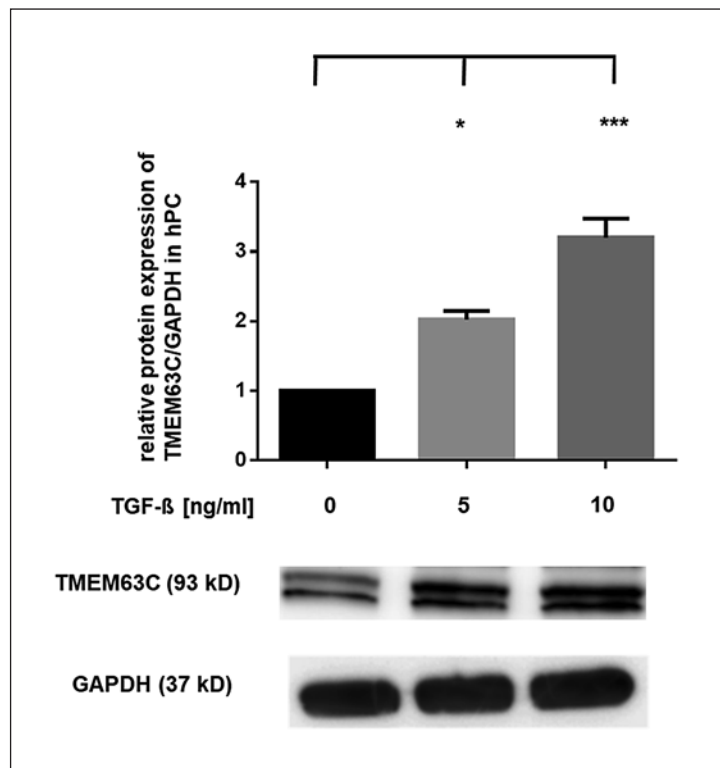 * ***
relative protein expression of
TMEM63C/GAPDH in hPC
4
3
2
1
0
TGF-ß [ng/ml] 0 5 10
TMEM63C (93 kD)
GAPDH (37 kD)